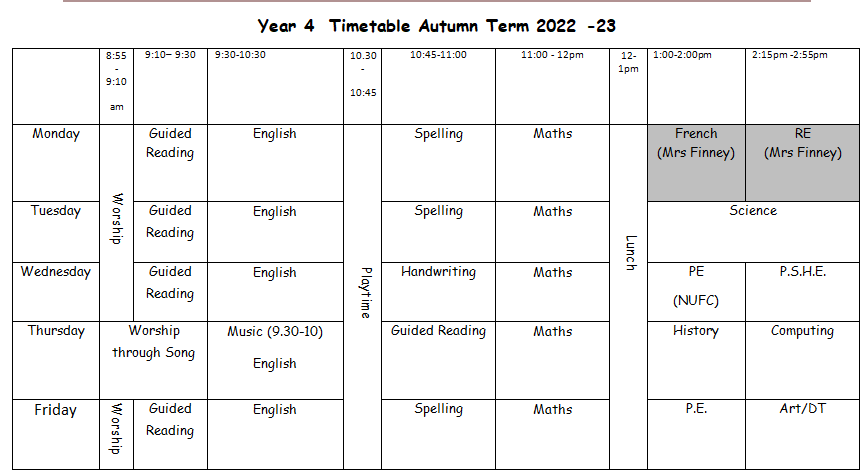 Year 4 Timetable Autumn Term 2022 -23
8:55
-
9:10
am
9:10– 9:30
9:30-10:30
10.30
-
10:45
10:45-11:00
11:00 - 12pm
12-
1pm
1:00-2:00pm
2:15pm -2:55pm
Monday
Worship
Guided
Reading
English
Playtime
Spelling
Maths
Lunch
French
(Mrs Finney)
RE
(Mrs Finney)
Tuesday
Guided
Reading
English
Spelling
Maths
Science
Wednesday
Guided
Reading
English
Handwriting
Maths
PE
(NUFC)
P.S.H.E.
Thursday
Worship
through Song
Music (9.30-10)
English
Guided Reading
Maths
History
Computing
Friday
Worship
Guided
Reading
English
Spelling
Maths
P.E.
Art/DT